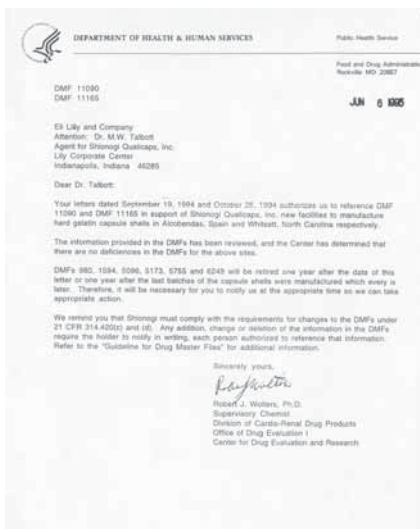 DEPARTMENT OF HEALTH & HUMAN SERVICES
Public Health Service
Food and Drug Administration
Rockville MD 20857
DMF 11090
DMF 11165
JUN 6 1995
Eli Lilly and Company
Attention: Dr. M.W. Talbott
Agent for Shionogi Qualicaps, Inc.
Lilly Corporate Center
Indianapolis, Indiana 46285
Dear Dr. Talbott:
Your letters dated September 19, 1994 and October 26, 1994 authorizes us to reference DMF
11090 and DMF 11165 in support of Shionogi Qualicaps, Inc. new facilities to manufacture
hard gelatin capsule shells in Alcobendas, Spain and Whitsett, North Carolina respectively.
The information provided in the DMFs has been reviewed, and the Center has determined that
there are no deficiencies in the DMFs for the above sites.
DMFs 980, 1594, 5096, 5173, 5755 and 6249 will be retired one year after the date of this
letter or one year after the last batches of the capsule shells were manufactured which every is
later. Therefore, it will be necessary for you to notify us at the appropriate time so we can take
appropriate action.
We remind you that Shionogi must comply with the requirements for changes to the DMFs under
21 CFR 314.420(c) and (d). Any addition, change or deletion of the information in the DMFs
require the holder to notify in writing, each person authorized to reference that information.
Refer to the "Guideline for Drug Master Files" for additional information.
Sincerely yours,
Robert J. Wolters, Ph.D.
Supervisory Chemist
Division of Cardio-Renal Drug Products
Office of Drug Evaluation I
Center for Drug Evaluation and Research